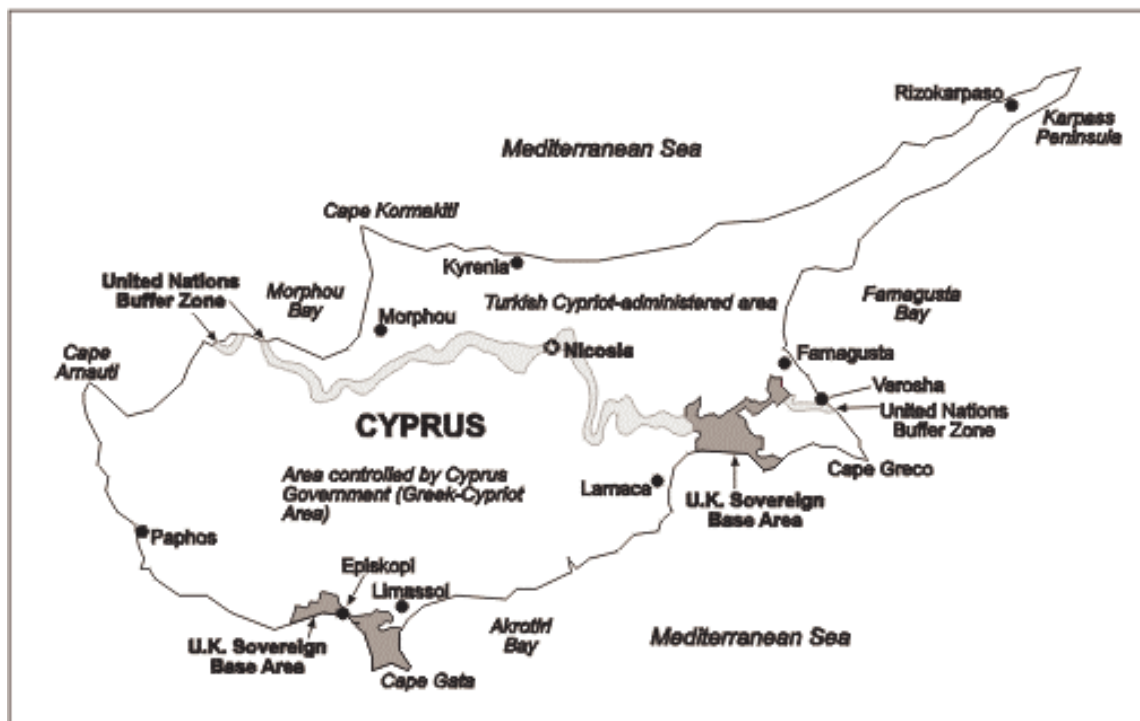 Rizokarpaso
Karpass
Peninsula
Mediterranean Sea
Cape Kormakiti
Kyrenia
United Nations
Buffer Zone
Morphou
Bay
Turkish Cypriot-administered area
Famagusta
Bay
Morphou
Nicosia
Cape
Arnauti
Famagusta
Varosha
United Nations
Buffer Zone
CYPRUS
Cape Greco
Area controlled by Cyprus
Government (Greek-Cypriot
Area)
Larnaca
U.K. Sovereign
Base Area
Paphos
Episkopi
Limassol
Akrotiri
Bay
Mediterranean Sea
U.K. Sovereign
Base Area
Cape Gata